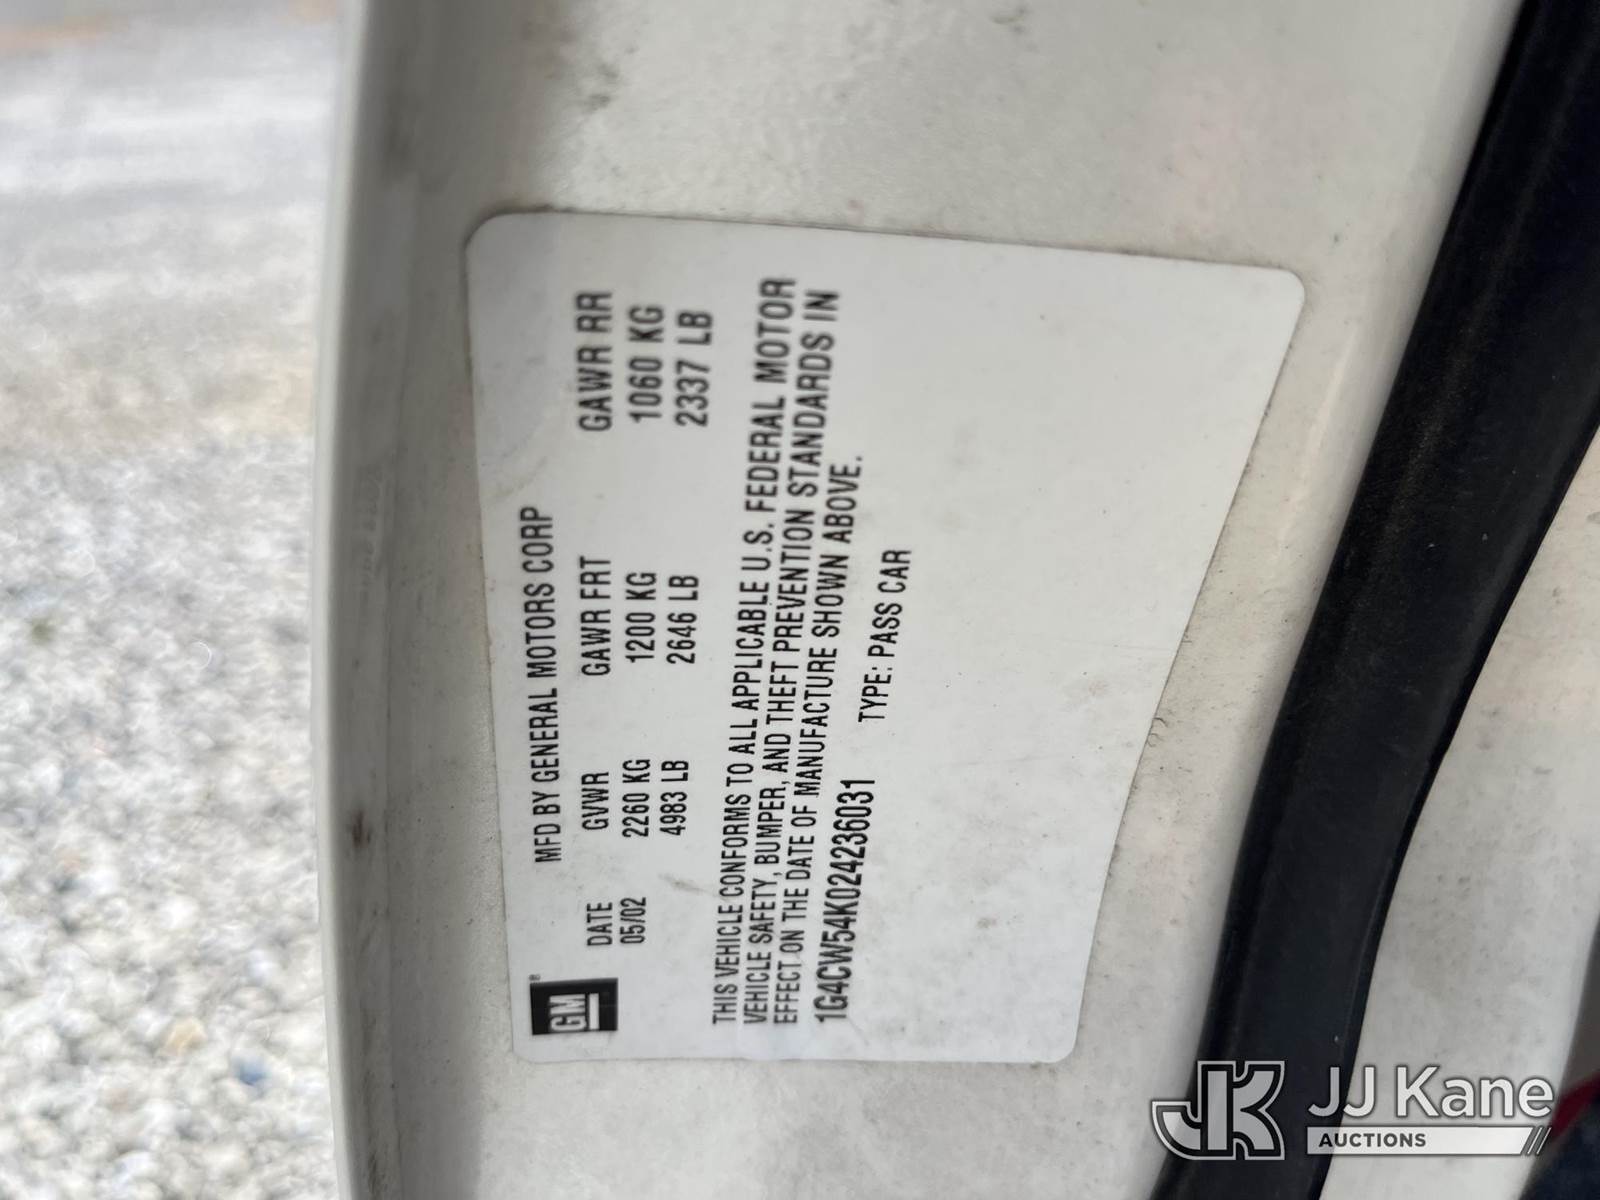 GM®
MFD BY GENERAL MOTORS CORP
DATE GVWR GAWR FRT GAWR RR
05/02 2260 KG 1200 KG 1060 KG
4983 LB 2646 LB 2337 LB
THIS VEHICLE CONFORMS TO ALL APPLICABLE U.S. FEDERAL MOTOR
VEHICLE SAFETY, BUMPER, AND THEFT PREVENTION STANDARDS IN
EFFECT ON THE DATE OF MANUFACTURE SHOWN ABOVE.
1G4CW54K024236031 TYPE: PASS CAR
JK JJ Kane
AUCTIONS